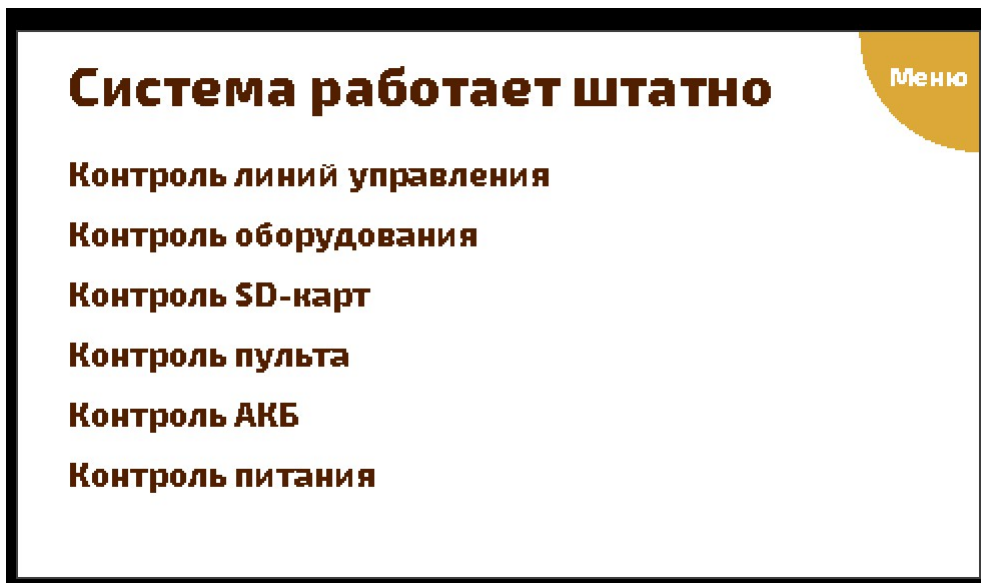 Система работает штатно
Меню
Контроль линий управления
Контроль оборудования
Контроль SD-карт
Контроль пульта
Контроль АКБ
Контроль питания